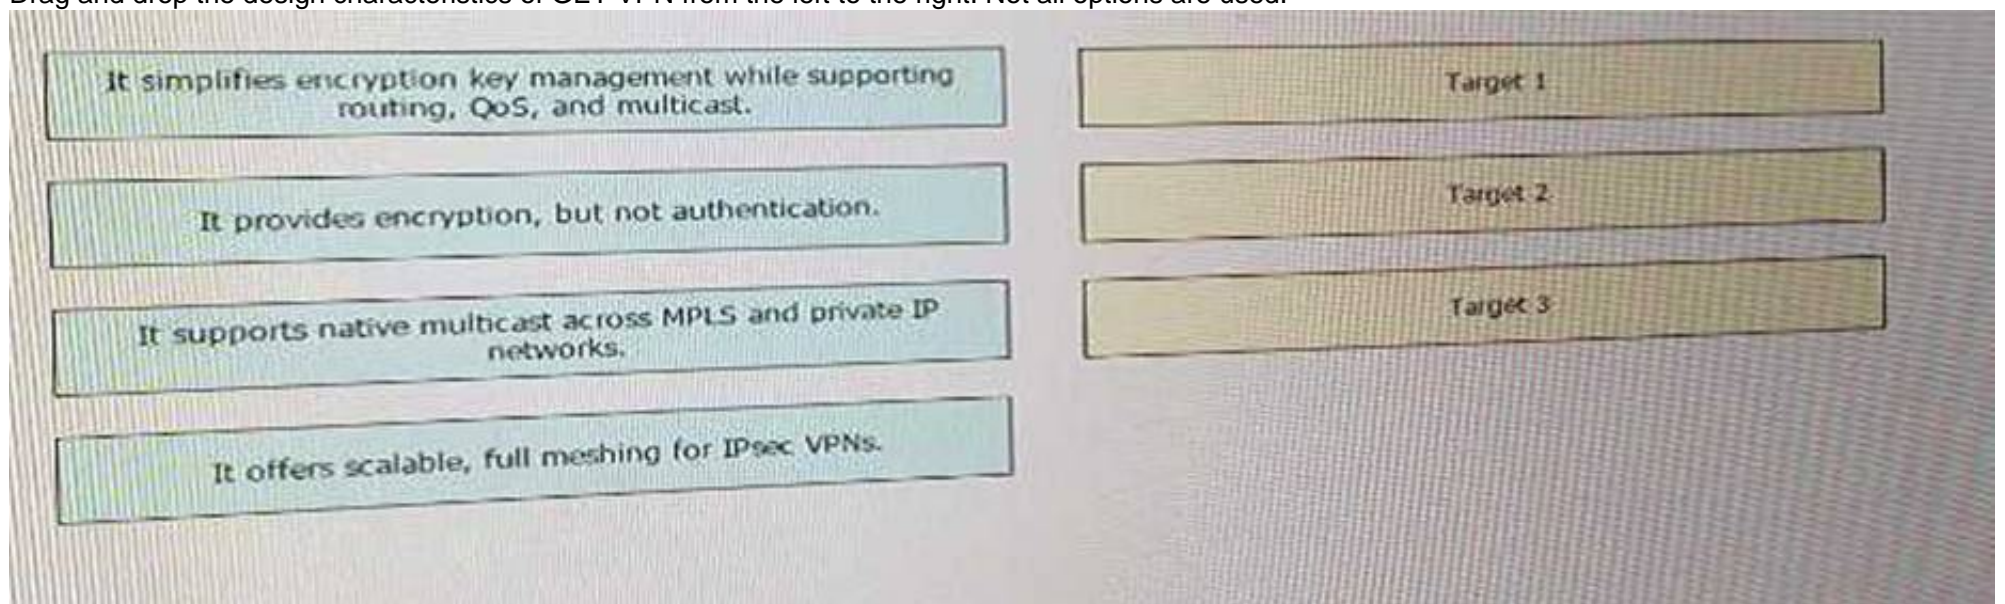 Drag and drop the design characteristics of GET VPN from the left to the right. Not all options are used.
It simplifies encryption key management while supporting
routing, QoS, and multicast.
Target 1
It provides encryption, but not authentication.
Target 2
It supports native multicast across MPLS and private IP
networks.
Target 3
It offers scalable, full meshing for IPsec VPNs.